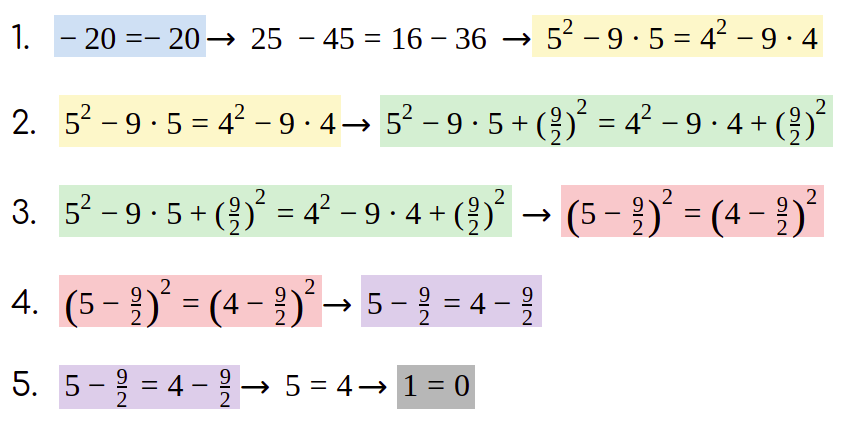 1. − 20 =− 20 → 25 − 45 = 16 − 36 → 5² − 9 · 5 = 4² − 9 · 4
2. 5² − 9 · 5 = 4² − 9 · 4 → 5² − 9 · 5 + (9/2)² = 4² − 9 · 4 + (9/2)²
3. 5² − 9 · 5 + (9/2)² = 4² − 9 · 4 + (9/2)² → (5 − 9/2)² = (4 − 9/2)²
4. (5 − 9/2)² = (4 − 9/2)² → 5 − 9/2 = 4 − 9/2
5. 5 − 9/2 = 4 − 9/2 → 5 = 4 → 1 = 0